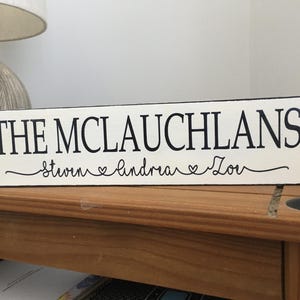 THE MCLAUCHLANS
Steven ♡ Andrea ♡ Zoe